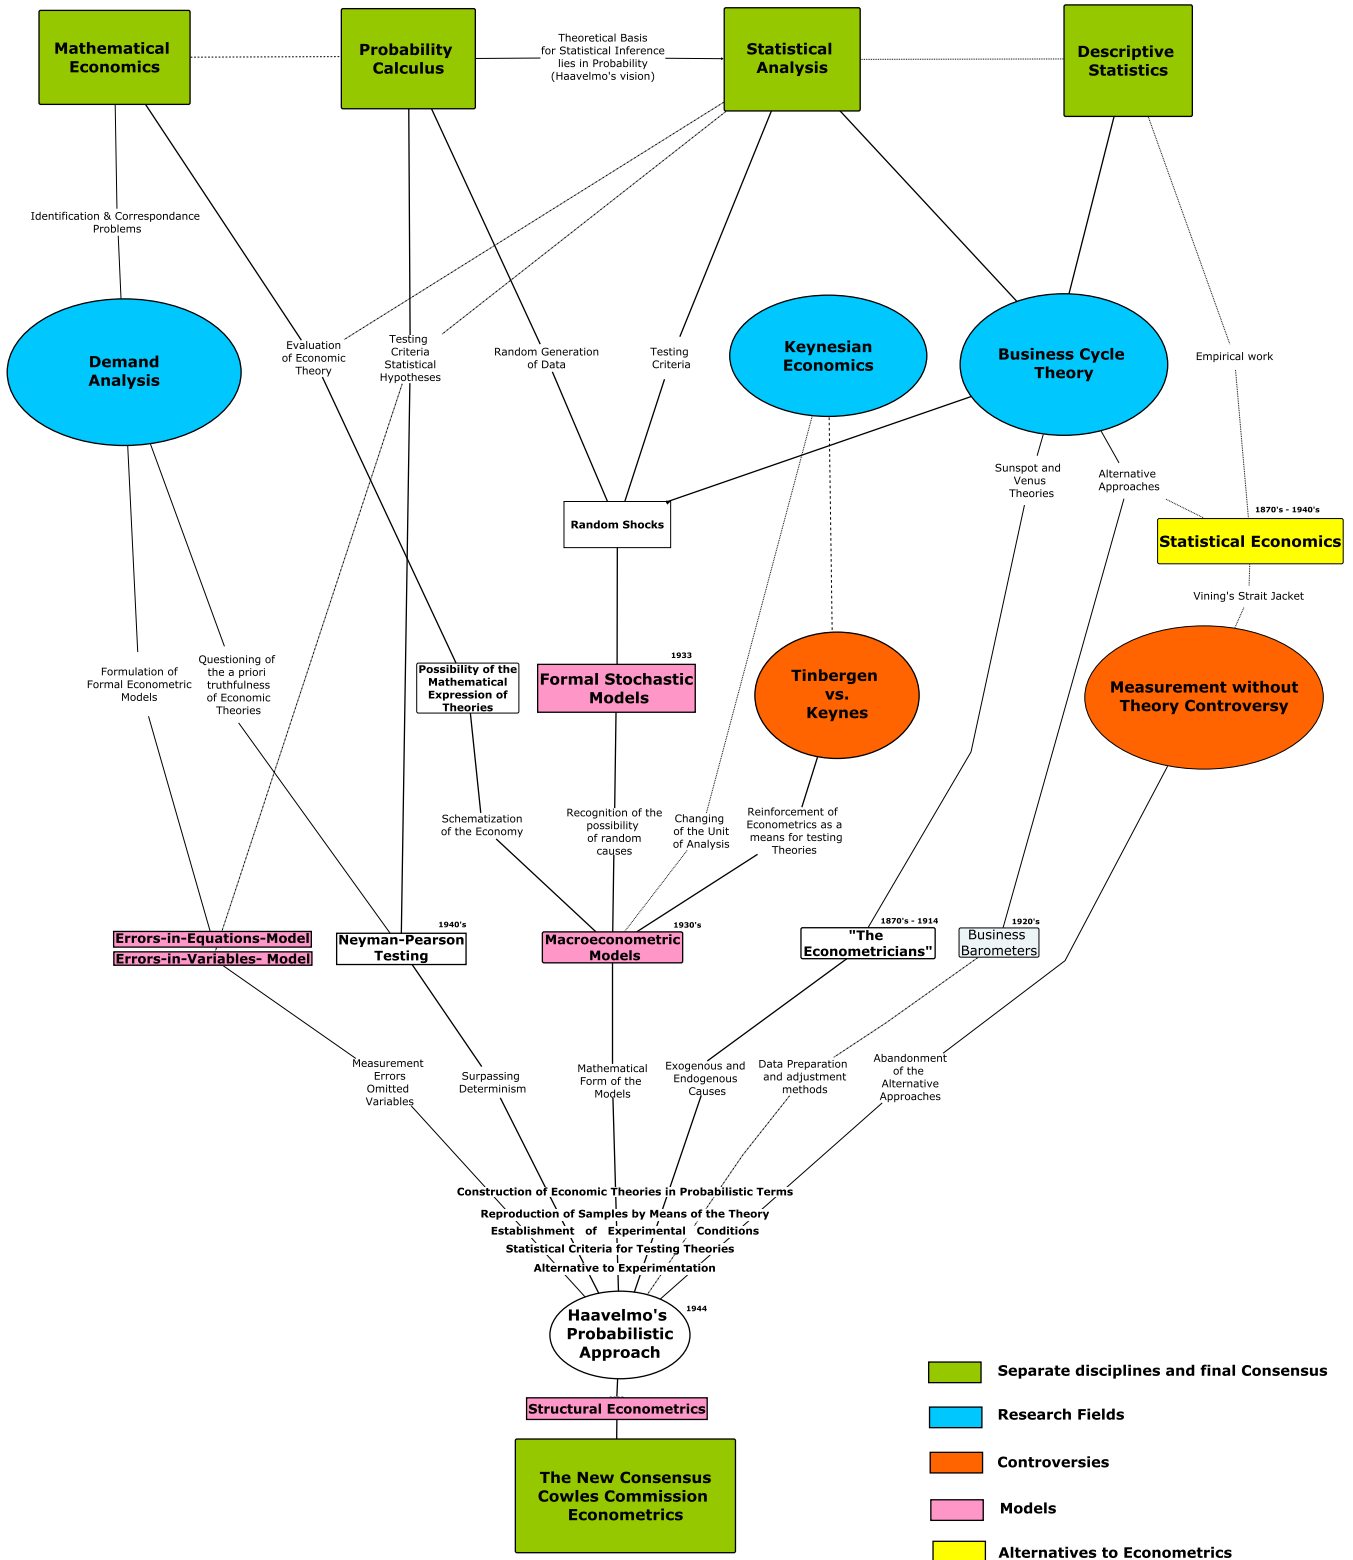 Mathematical
Economics
Probability
Calculus
Theoretical Basis
for Statistical Inference
lies in Probability
(Haavelmo's vision)
Statistical
Analysis
Descriptive
Statistics
Identification & Correspondance
Problems
Demand
Analysis
Evaluation
of Economic
Theory
Testing
Criteria
Statistical
Hypotheses
Random Generation
of Data
Testing
Criteria
Keynesian
Economics
Business Cycle
Theory
Empirical work
Sunspot and
Venus
Theories
Alternative
Approaches
Random Shocks
1870's - 1940's
Statistical Economics
Vining's Strait Jacket
Formulation of
Formal Econometric
Models
Questioning of
the a priori
truthfulness
of Economic
Theories
Possibility of the
Mathematical
Expression of
Theories
1933
Formal Stochastic
Models
Tinbergen
vs.
Keynes
Measurement without
Theory Controversy
Schematization
of the Economy
Recognition of the
possibility
of random
causes
Changing
of the Unit
of Analysis
Reinforcement of
Econometrics as a
means for testing
Theories
Errors-in-Equations-Model
Errors-in-Variables- Model
1940's
Neyman-Pearson
Testing
1930's
Macroeconometric
Models
1870's - 1914
"The
Econometricians"
1920's
Business
Barometers
Measurement
Errors
Omitted
Variables
Surpassing
Determinism
Mathematical
Form of the
Models
Exogenous and
Endogenous
Causes
Data Preparation
and adjustment
methods
Abandonment
of the
Alternative
Approaches
Construction of Economic Theories in Probabilistic Terms
Reproduction of Samples by Means of the Theory
Establishment of Experimental Conditions
Statistical Criteria for Testing Theories
Alternative to Experimentation
1944
Haavelmo's
Probabilistic
Approach
Structural Econometrics
The New Consensus
Cowles Commission
Econometrics
Separate disciplines and final Consensus
Research Fields
Controversies
Models
Alternatives to Econometrics